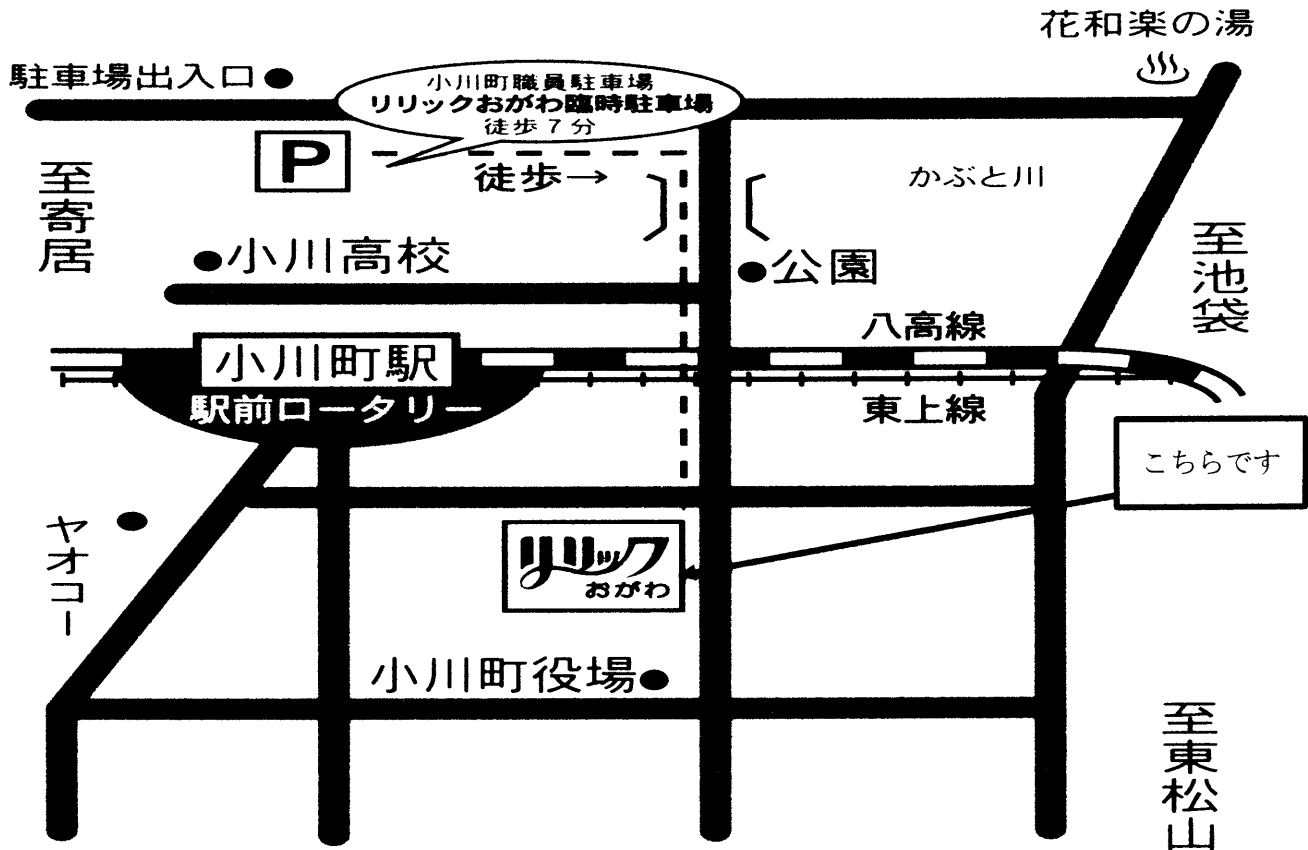 花和楽の湯
駐車場出入口
小川町職員駐車場
リリックおがわ臨時駐車場
徒歩7分
P
徒歩→
かぶと川
至寄居
小川高校
公園
至池袋
八高線
小川町駅
駅前ロータリー
東上線
こちらです
ヤオコー
リリック
おがわ
小川町役場
至東松山